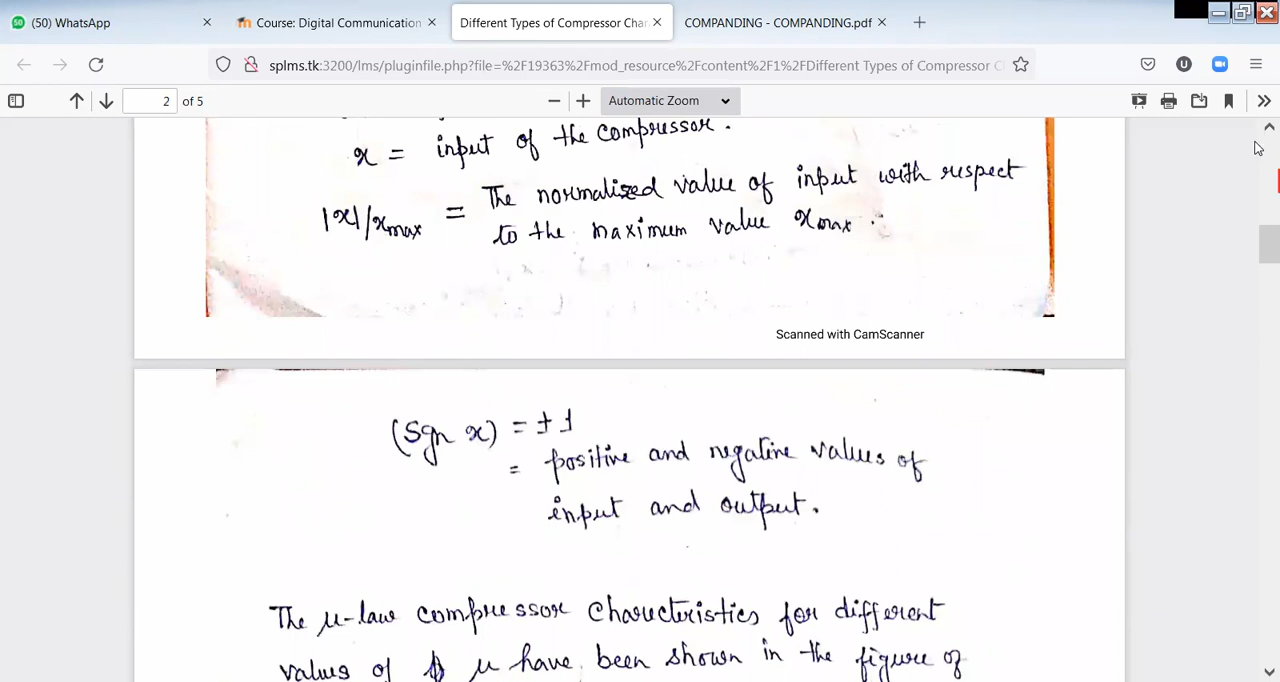 (50) WhatsApp
Course: Digital Communication
Different Types of Compressor Cha
COMPANDING - COMPANDING.pdf
splms.tk:3200/lms/pluginfile.php?file=%2F19363%2Fmod_resource%2Fcontent%2F1%2FDifferent Types of Compressor C
2 of 5
Automatic Zoom
x = input of the compressor.
|x|/xmax = The normalized value of input with respect
to the maximum value xmax.
Scanned with CamScanner
(Sgn x) = ±1
= positive and negative values of
input and output.
The μ-law compressor charecteristics for different
values of μ have been shown in the figure of